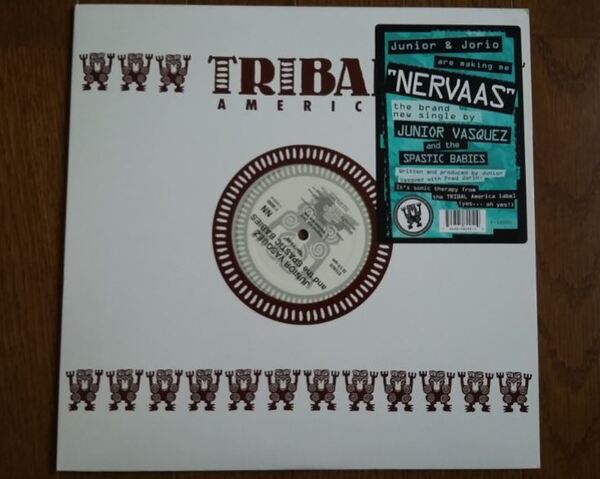 TRIBA
AMERIC
Junior & Jorio
are making me
"NERVAAS"
the brand
new single by
JUNIOR VASQUEZ
and the
SPASTIC BABIES
Written and produced by Junior
Vasquez with Fred Jorio.
It's sonic therapy from
the TRIBAL America label
(yes... oh yes!)
JUNIOR VASQUEZ
and the SPASTIC BABIES
NN